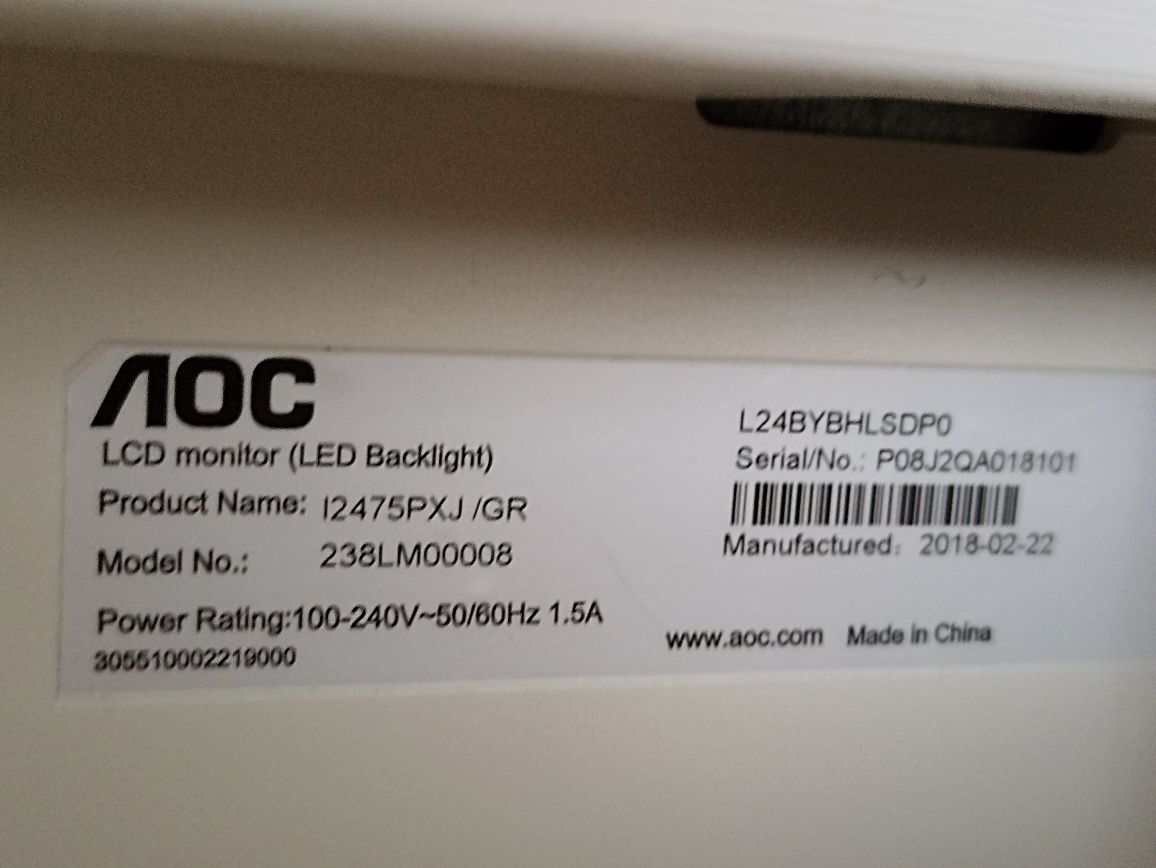 AOC
LCD monitor (LED Backlight)
Product Name: I2475PXJ /GR
Model No.: 238LM00008
Power Rating:100-240V~50/60Hz 1.5A
305510002219000
L24BYBHLSDP0
Serial/No.: P08J2QA018101
Manufactured: 2018-02-22
www.aoc.com Made in China